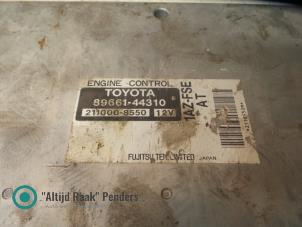 ENGINE CONTROL
TOYOTA
89661-44310
211000-8550 12V
1AZ-FSE
AT
FUJITSU TEN LIMITED JAPAN
"Altijd Raak" Penders